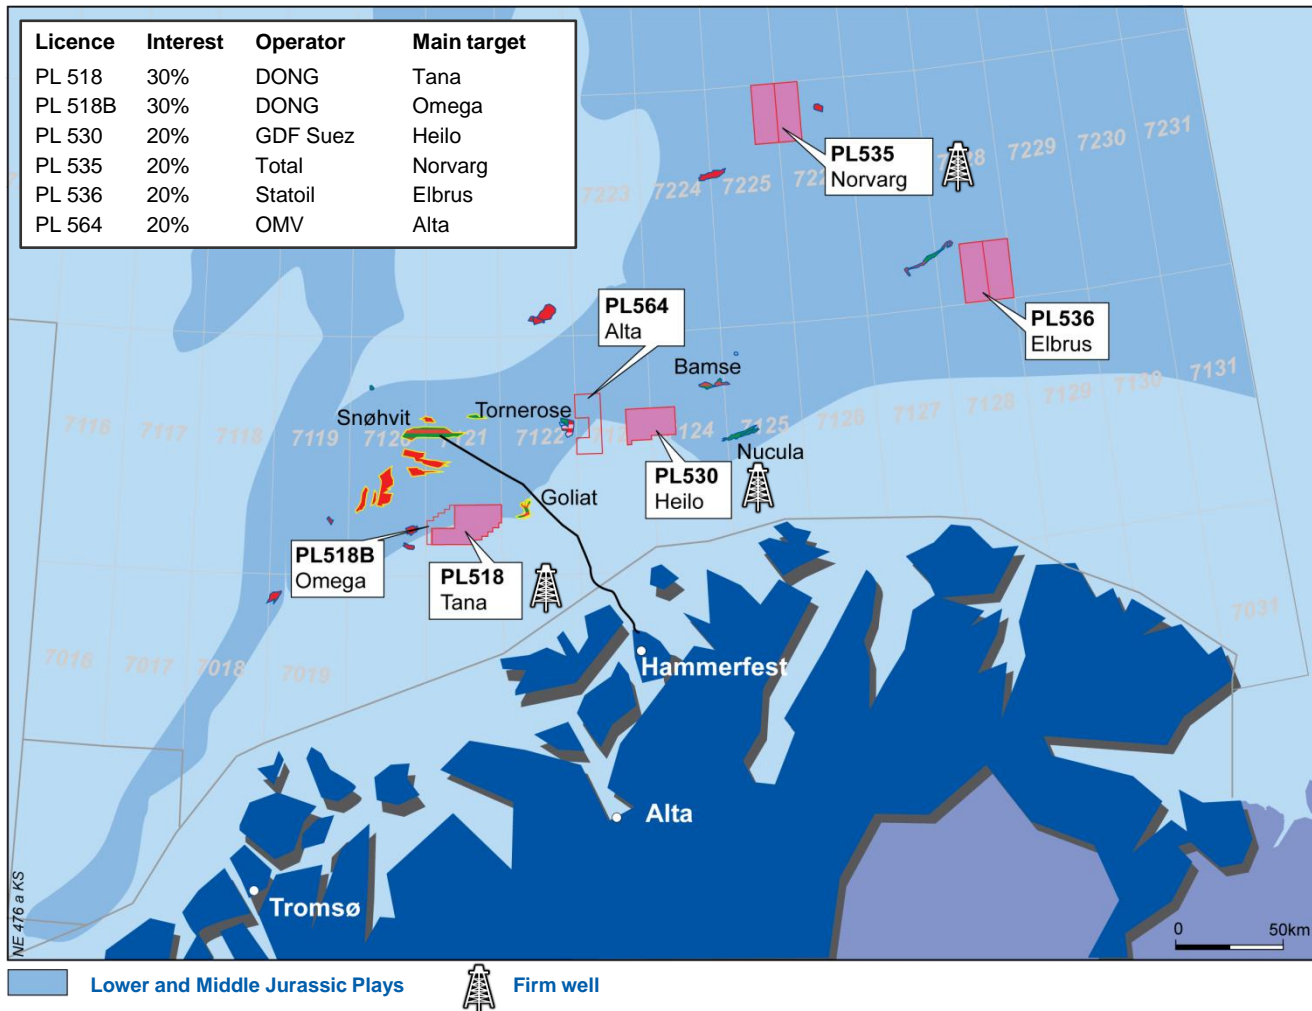 Licence Interest Operator Main target
PL 518 30% DONG Tana
PL 518B 30% DONG Omega
PL 530 20% GDF Suez Heilo
PL 535 20% Total Norvarg
PL 536 20% Statoil Elbrus
PL 564 20% OMV Alta
7223
7224
7225
7229
7230
7231
PL535
Norvarg
PL536
Elbrus
PL564
Alta
Bamse
Snøhvit
Tornerose
7116
7117
7118
7119
7120
7122
7125
7126
7127
7128
7129
7130
7131
Nucula
PL530
Heilo
Goliat
PL518B
Omega
PL518
Tana
7016
7017
7018
7019
7031
Hammerfest
Alta
Tromsø
NE 476 a KS
0 50km
Lower and Middle Jurassic Plays
Firm well